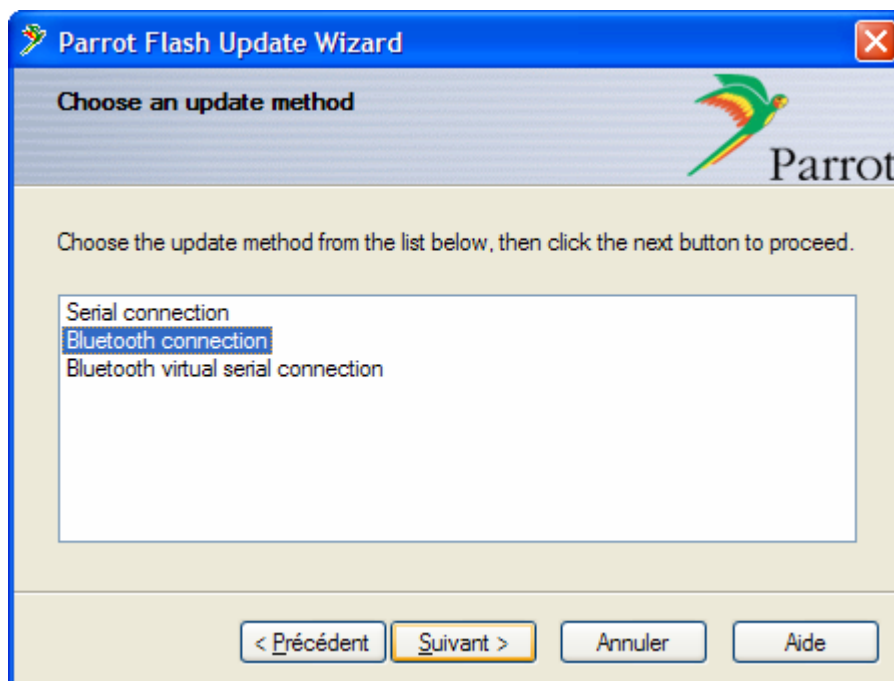 Parrot Flash Update Wizard
Choose an update method
Parrot
Choose the update method from the list below, then click the next button to proceed.
Serial connection
Bluetooth connection
Bluetooth virtual serial connection
< Précédent Suivant > Annuler Aide